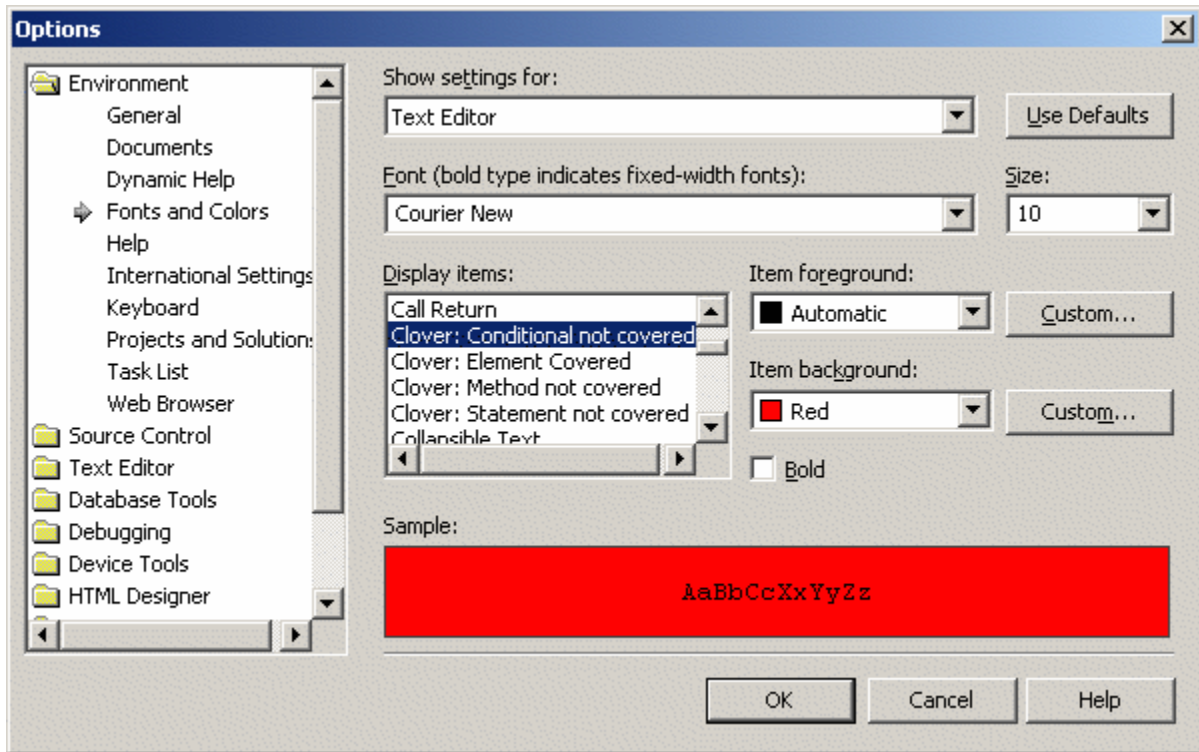 Options
Environment
General
Documents
Dynamic Help
Fonts and Colors
Help
International Settings
Keyboard
Projects and Solution
Task List
Web Browser
Source Control
Text Editor
Database Tools
Debugging
Device Tools
HTML Designer
Show settings for:
Text Editor
Use Defaults
Font (bold type indicates fixed-width fonts):
Size:
Courier New
10
Display items:
Call Return
Clover: Conditional not covered
Clover: Element Covered
Clover: Method not covered
Clover: Statement not covered
Collapsible Text
Item foreground:
Automatic
Custom...
Item background:
Red
Custom...
Bold
Sample:
AaBbCcXxYyZz
OK
Cancel
Help